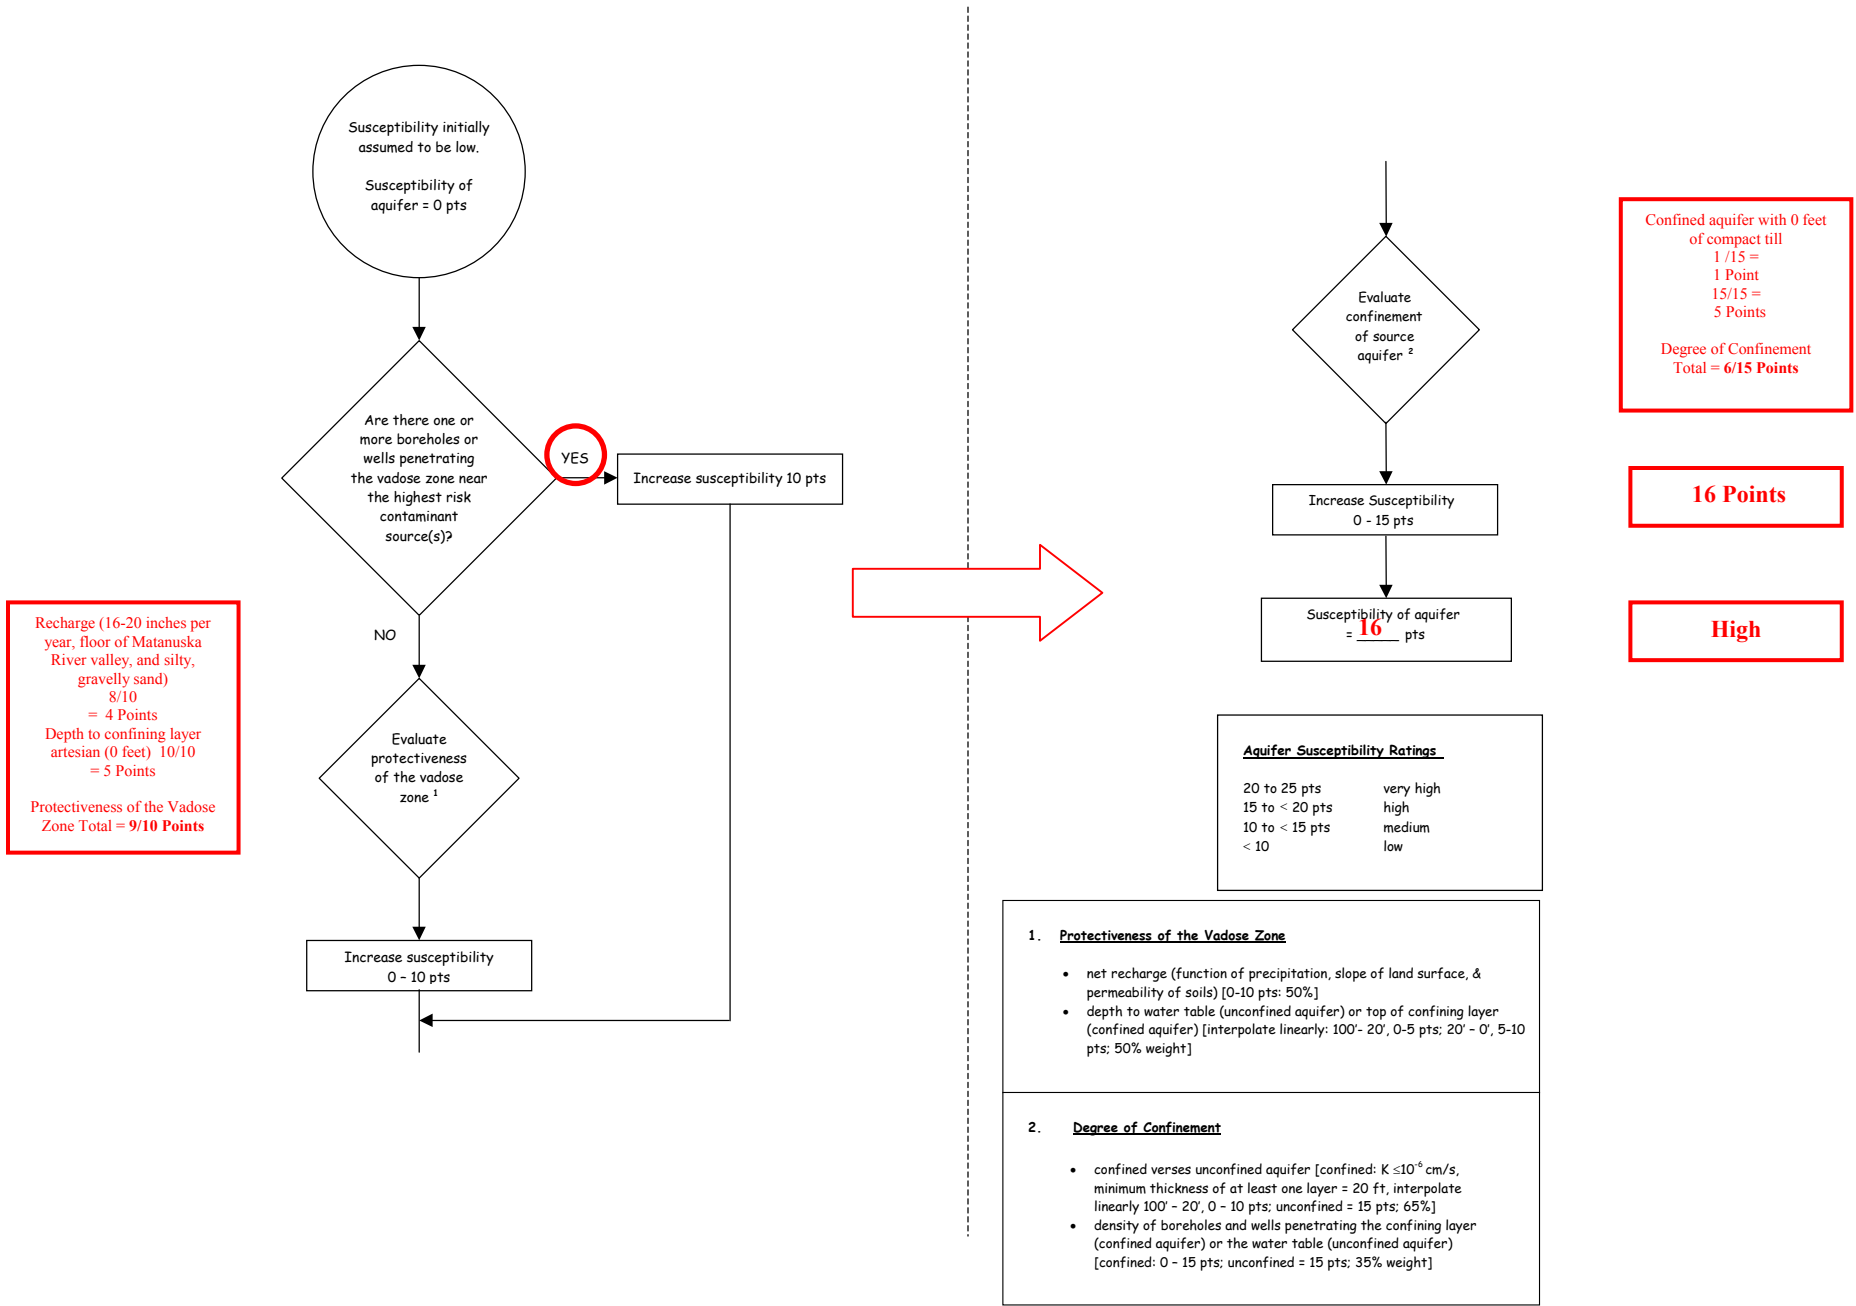 Susceptibility initially
assumed to be low.
Susceptibility of
aquifer = 0 pts
Are there one or
more boreholes or
wells penetrating
the vadose zone near
the highest risk
contaminant
source(s)?
YES
Increase susceptibility 10 pts
NO
Recharge (16-20 inches per
year, floor of Matanuska
River valley, and silty,
gravelly sand)
8/10
= 4 Points
Depth to confining layer
artesian (0 feet) 10/10
= 5 Points
Protectiveness of the Vadose
Zone Total = 9/10 Points
Evaluate
protectiveness
of the vadose
zone ¹
Increase susceptibility
0 – 10 pts
Evaluate
confinement
of source
aquifer ²
Confined aquifer with 0 feet
of compact till
1 /15 =
1 Point
15/15 =
5 Points
Degree of Confinement
Total = 6/15 Points
Increase Susceptibility
0 - 15 pts
16 Points
Susceptibility of aquifer
= 16 pts
High
Aquifer Susceptibility Ratings
20 to 25 pts very high
15 to < 20 pts high
10 to < 15 pts medium
< 10 low
1. Protectiveness of the Vadose Zone
• net recharge (function of precipitation, slope of land surface, &
permeability of soils) [0-10 pts: 50%]
• depth to water table (unconfined aquifer) or top of confining layer
(confined aquifer) [interpolate linearly: 100'- 20', 0-5 pts; 20' – 0', 5-10
pts; 50% weight]
2. Degree of Confinement
• confined verses unconfined aquifer [confined: K ≤10⁻⁶ cm/s,
minimum thickness of at least one layer = 20 ft, interpolate
linearly 100' – 20', 0 – 10 pts; unconfined = 15 pts; 65%]
• density of boreholes and wells penetrating the confining layer
(confined aquifer) or the water table (unconfined aquifer)
[confined: 0 – 15 pts; unconfined = 15 pts; 35% weight]